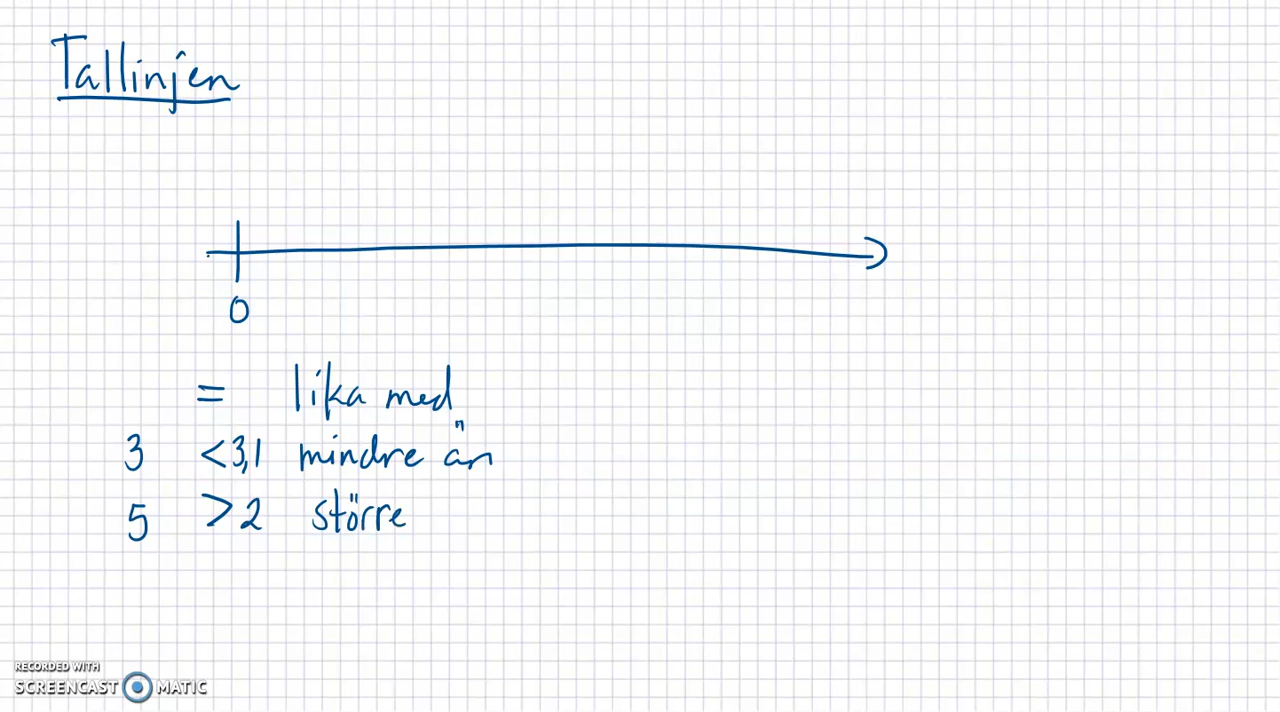 Tallinjen
0
= lika med
3 <3,1 mindre än
5 >2 större
RECORDED WITH
SCREENCAST MATIC